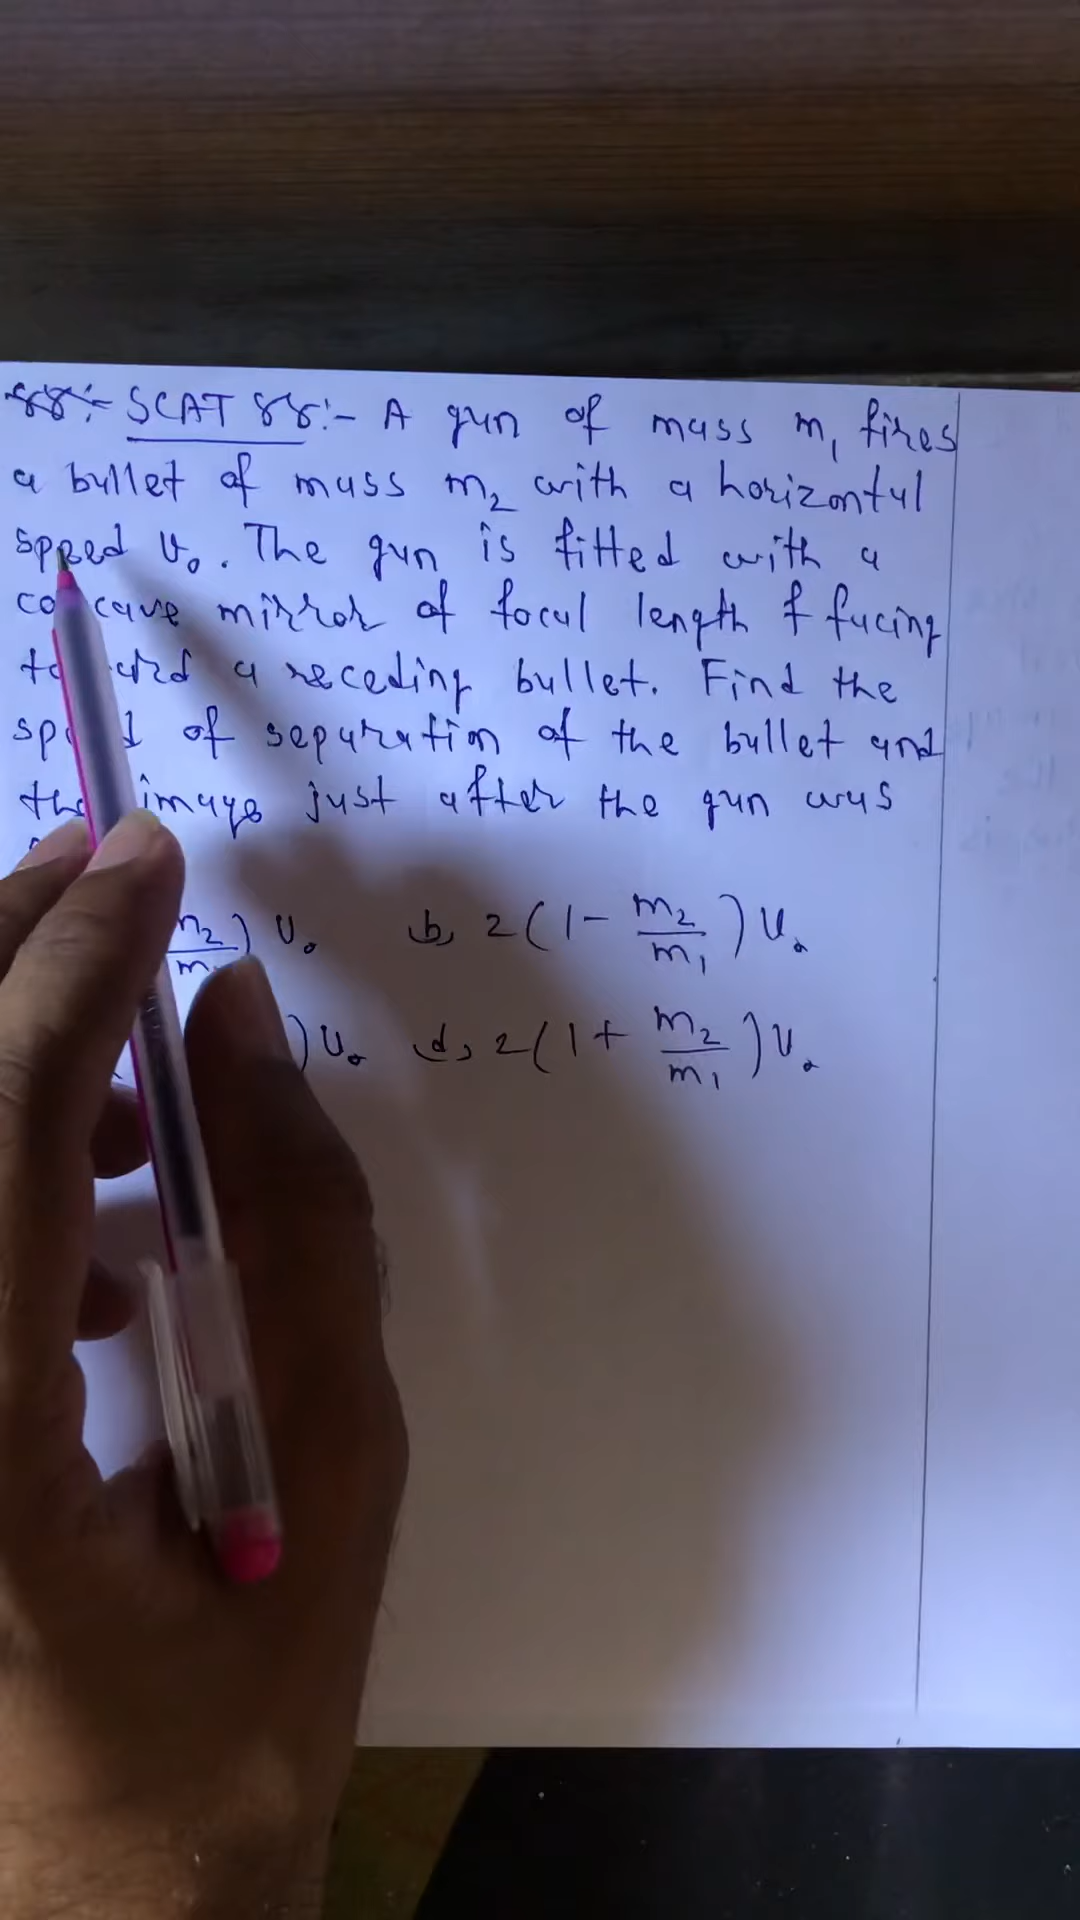 88:- SCAT 88:- A gun of mass m₁ fires
a bullet of mass m₂ with a horizontal
speed v₀. The gun is fitted with a
mirror of focal length f facing
a receding bullet. Find the
of separation of the bullet and
image just after the gun was
m₂ ) v₀ b, 2(1 - m₂/m₁) v₀
) v₀ d, 2(1 + m₂/m₁) v₀